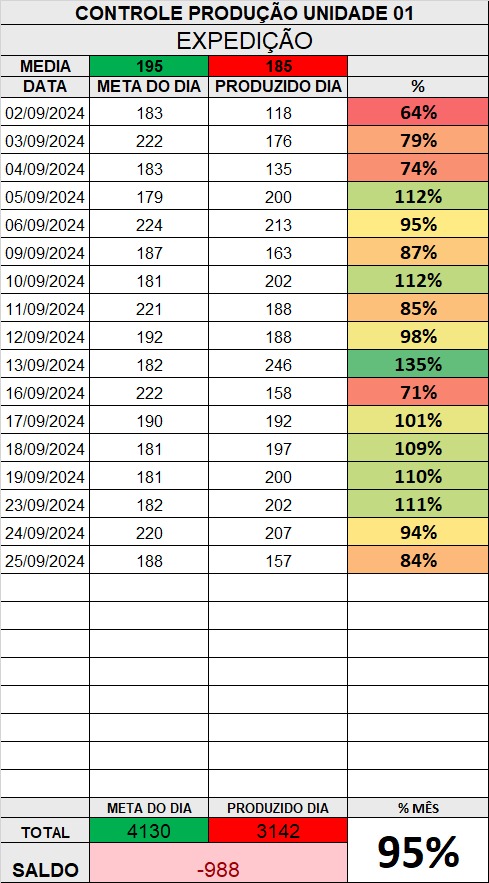 CONTROLE PRODUÇÃO UNIDADE 01
EXPEDIÇÃO
MEDIA 195 185
DATA META DO DIA PRODUZIDO DIA %
02/09/2024 183 118 64%
03/09/2024 222 176 79%
04/09/2024 183 135 74%
05/09/2024 179 200 112%
06/09/2024 224 213 95%
09/09/2024 187 163 87%
10/09/2024 181 202 112%
11/09/2024 221 188 85%
12/09/2024 192 188 98%
13/09/2024 182 246 135%
16/09/2024 222 158 71%
17/09/2024 190 192 101%
18/09/2024 181 197 109%
19/09/2024 181 200 110%
23/09/2024 182 202 111%
24/09/2024 220 207 94%
25/09/2024 188 157 84%
META DO DIA PRODUZIDO DIA % MÊS
TOTAL 4130 3142 95%
SALDO -988